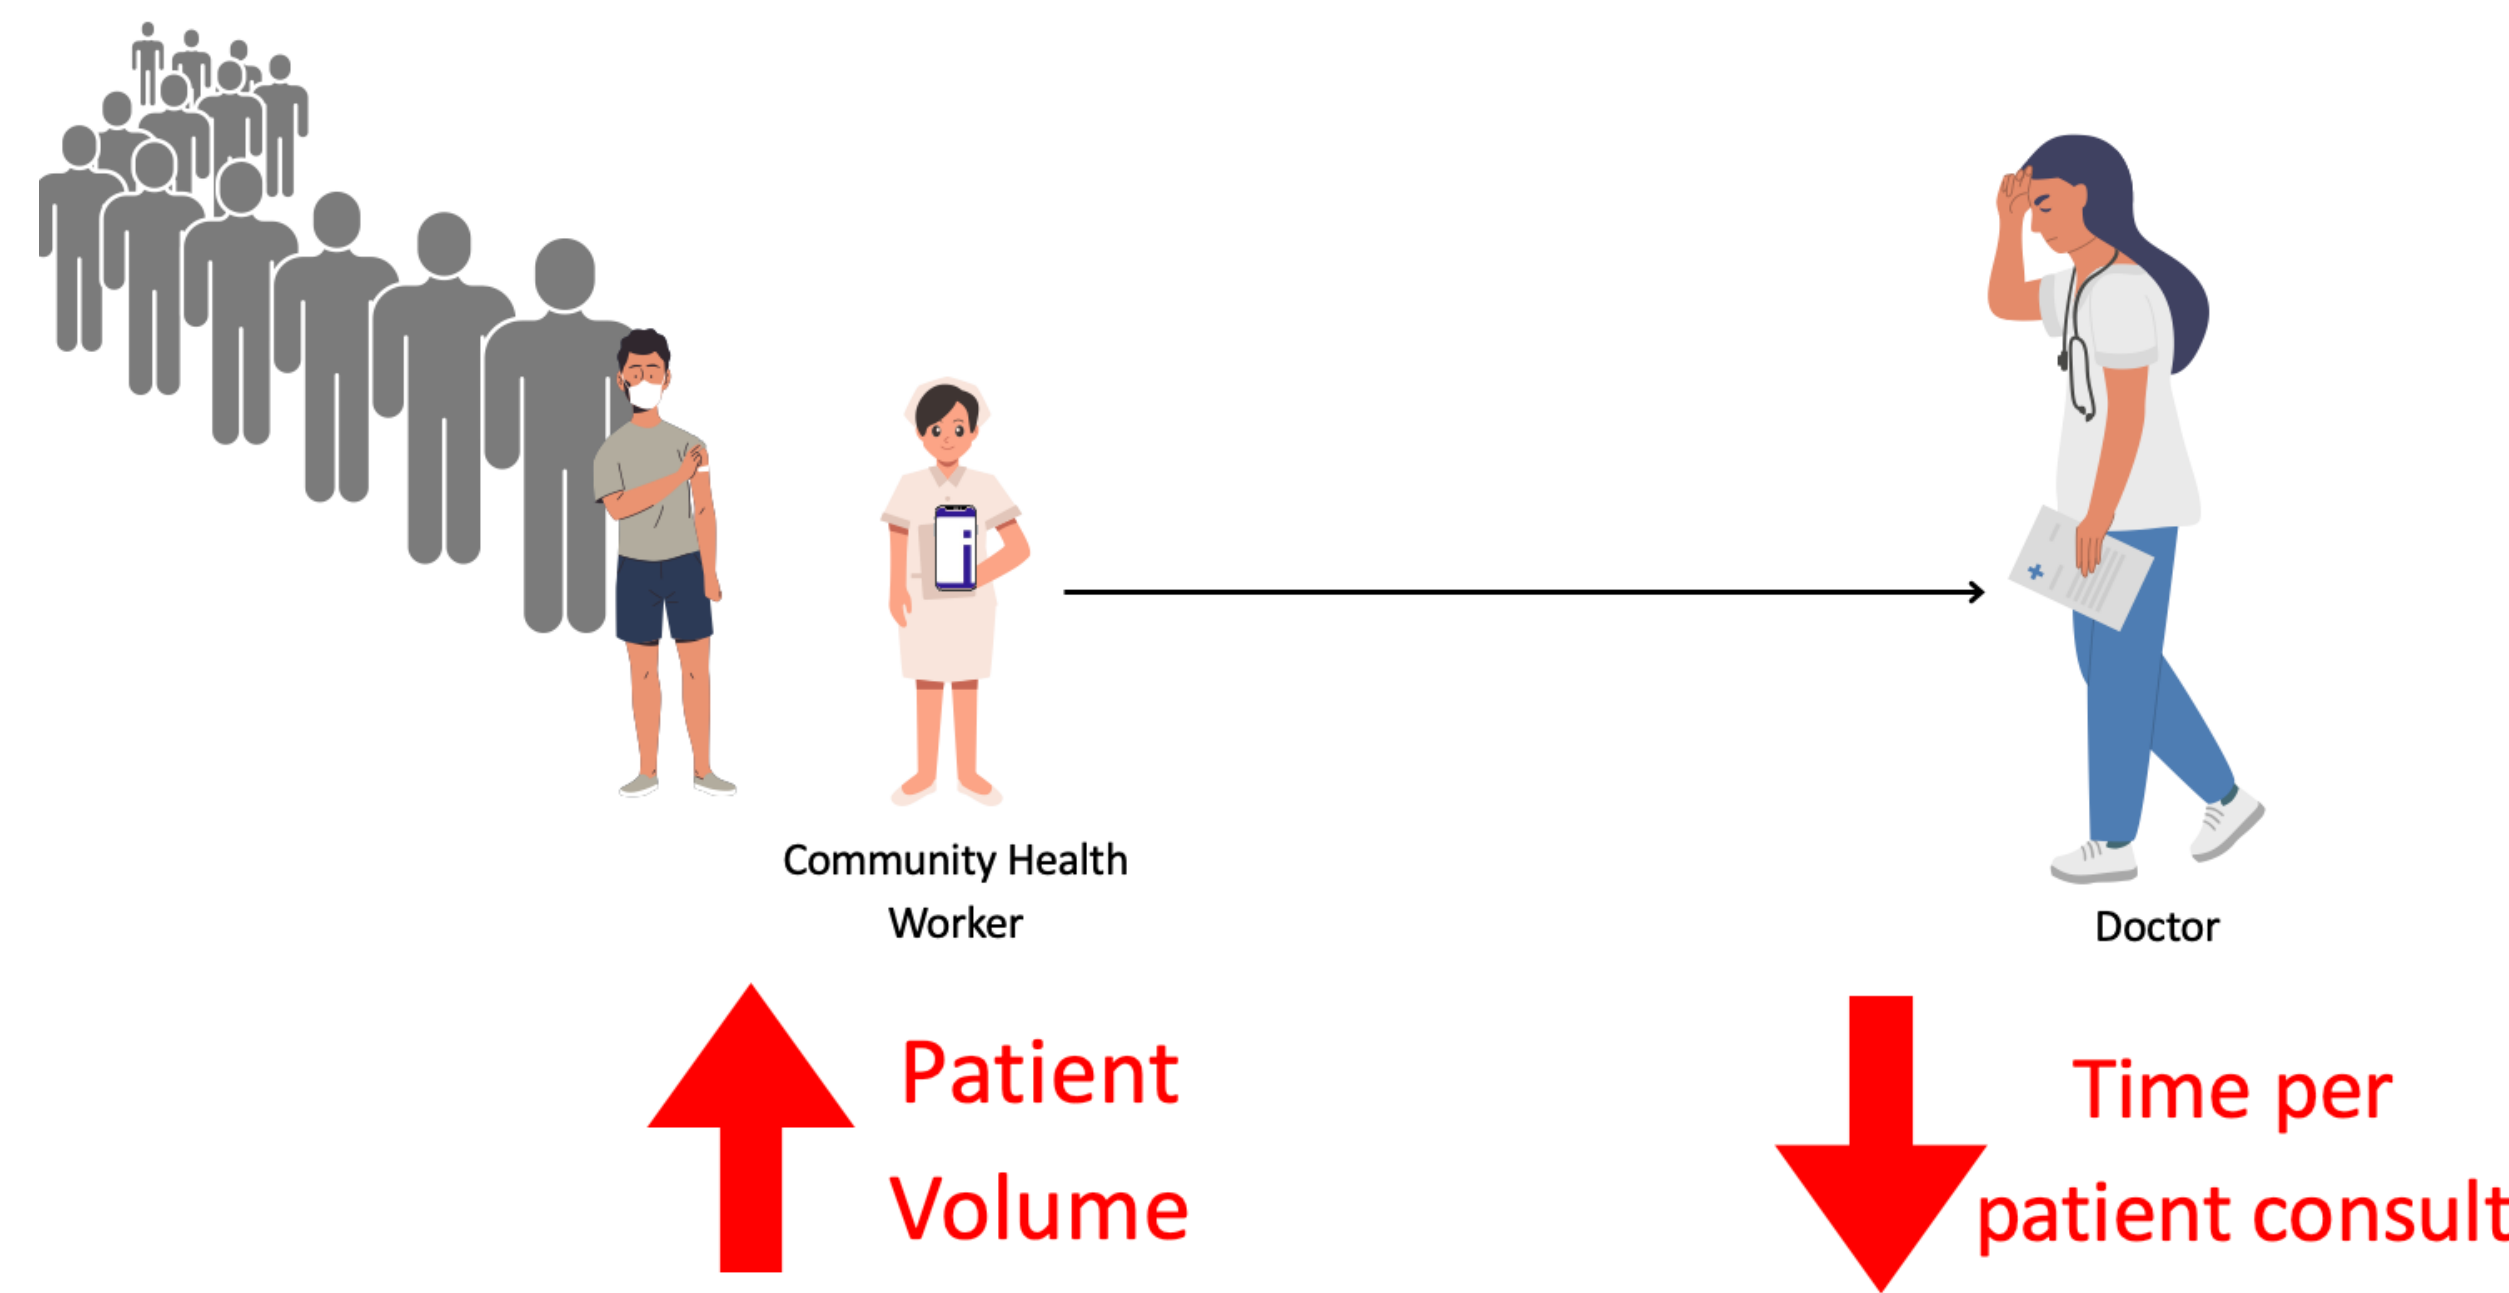 Community Health
Worker
Doctor
Patient
Volume
Time per
patient consult